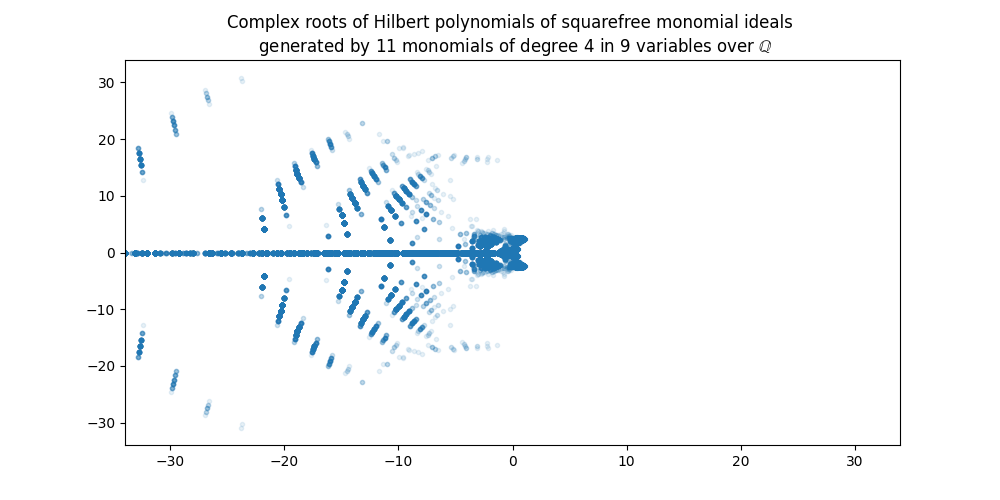 Complex roots of Hilbert polynomials of squarefree monomial ideals
generated by 11 monomials of degree 4 in 9 variables over ℚ
30
20
10
0
−10
−20
−30
−30 −20 −10 0 10 20 30